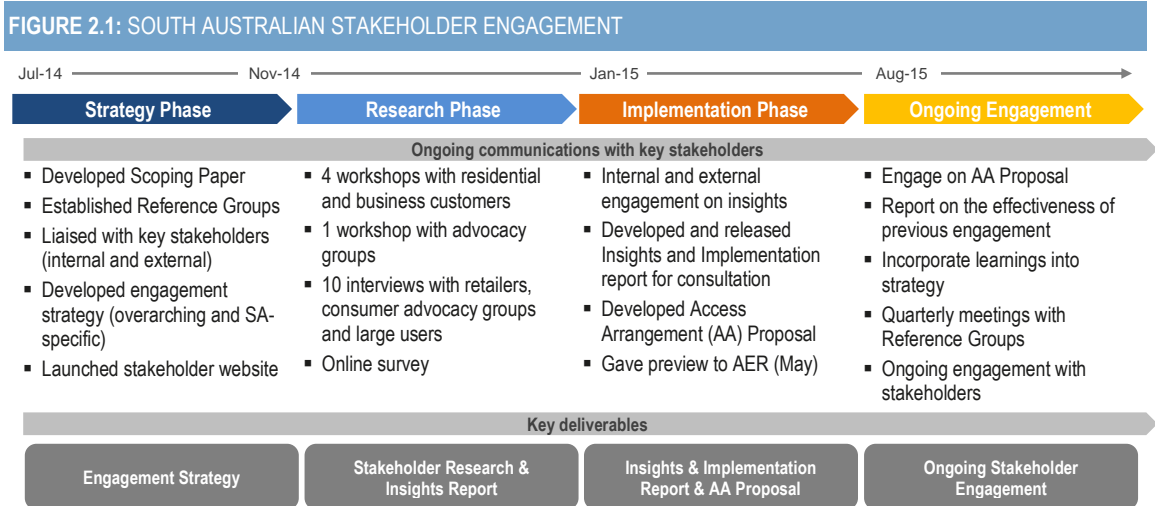 FIGURE 2.1: SOUTH AUSTRALIAN STAKEHOLDER ENGAGEMENT
Jul-14
Nov-14
Jan-15
Aug-15
Strategy Phase
Research Phase
Implementation Phase
Ongoing Engagement
Ongoing communications with key stakeholders
▪ Developed Scoping Paper
▪ Established Reference Groups
▪ Liaised with key stakeholders
(internal and external)
▪ Developed engagement
strategy (overarching and SA-
specific)
▪ Launched stakeholder website
▪ 4 workshops with residential
and business customers
▪ 1 workshop with advocacy
groups
▪ 10 interviews with retailers,
consumer advocacy groups
and large users
▪ Online survey
▪ Internal and external
engagement on insights
▪ Developed and released
Insights and Implementation
report for consultation
▪ Developed Access
Arrangement (AA) Proposal
▪ Gave preview to AER (May)
▪ Engage on AA Proposal
▪ Report on the effectiveness of
previous engagement
▪ Incorporate learnings into
strategy
▪ Quarterly meetings with
Reference Groups
▪ Ongoing engagement with
stakeholders
Key deliverables
Engagement Strategy
Stakeholder Research &
Insights Report
Insights & Implementation
Report & AA Proposal
Ongoing Stakeholder
Engagement